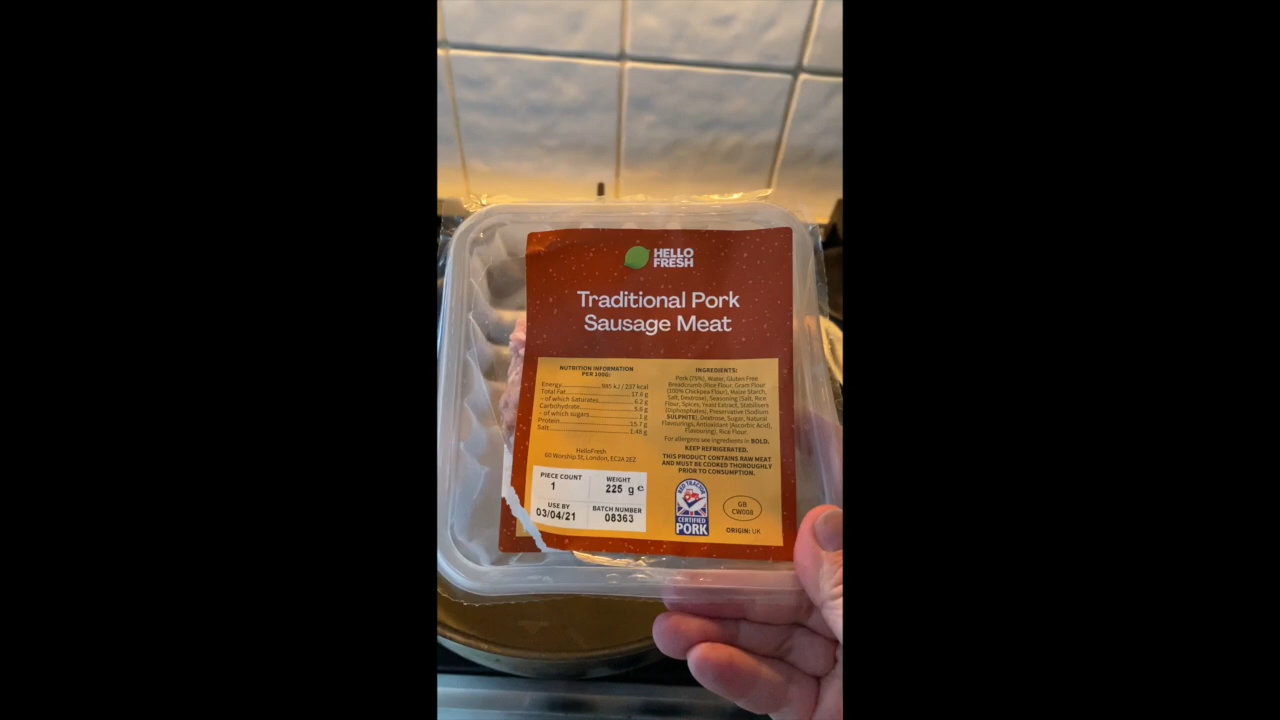 HELLO
FRESH
Traditional Pork
Sausage Meat
NUTRITION INFORMATION
PER 100G:
Energy 985 kJ / 237 kcal
Total Fat 17.0 g
- of which Saturates 6.2 g
Carbohydrate 5.6 g
- of which sugars 1 g
Protein 15.7 g
Salt 1.48 g
HelloFresh
60 Worship St, London, EC2A 2EZ
PIECE COUNT
1
WEIGHT
225 g e
USE BY
03/04/21
BATCH NUMBER
08363
INGREDIENTS:
Pork (75%), Water, Gluten Free
Breadcrumb (Rice Flour, Gram Flour
(100% Chickpea Flour), Maize Starch,
Salt, Dextrose), Seasoning (Salt, Rice
Flour, Spices, Yeast Extract, Stabilisers
(Diphosphates), Preservative (Sodium
SULPHITE), Dextrose, Sugar, Natural
Flavourings, Antioxidant (Ascorbic Acid),
Flavouring), Rice Flour.
For allergens see ingredients in BOLD.
KEEP REFRIGERATED.
THIS PRODUCT CONTAINS RAW MEAT
AND MUST BE COOKED THOROUGHLY
PRIOR TO CONSUMPTION.
RED TRACTOR
CERTIFIED
PORK
GB
CW008
ORIGIN: UK